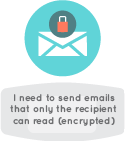 I need to send emails
that only the recipient
can read (encrypted)